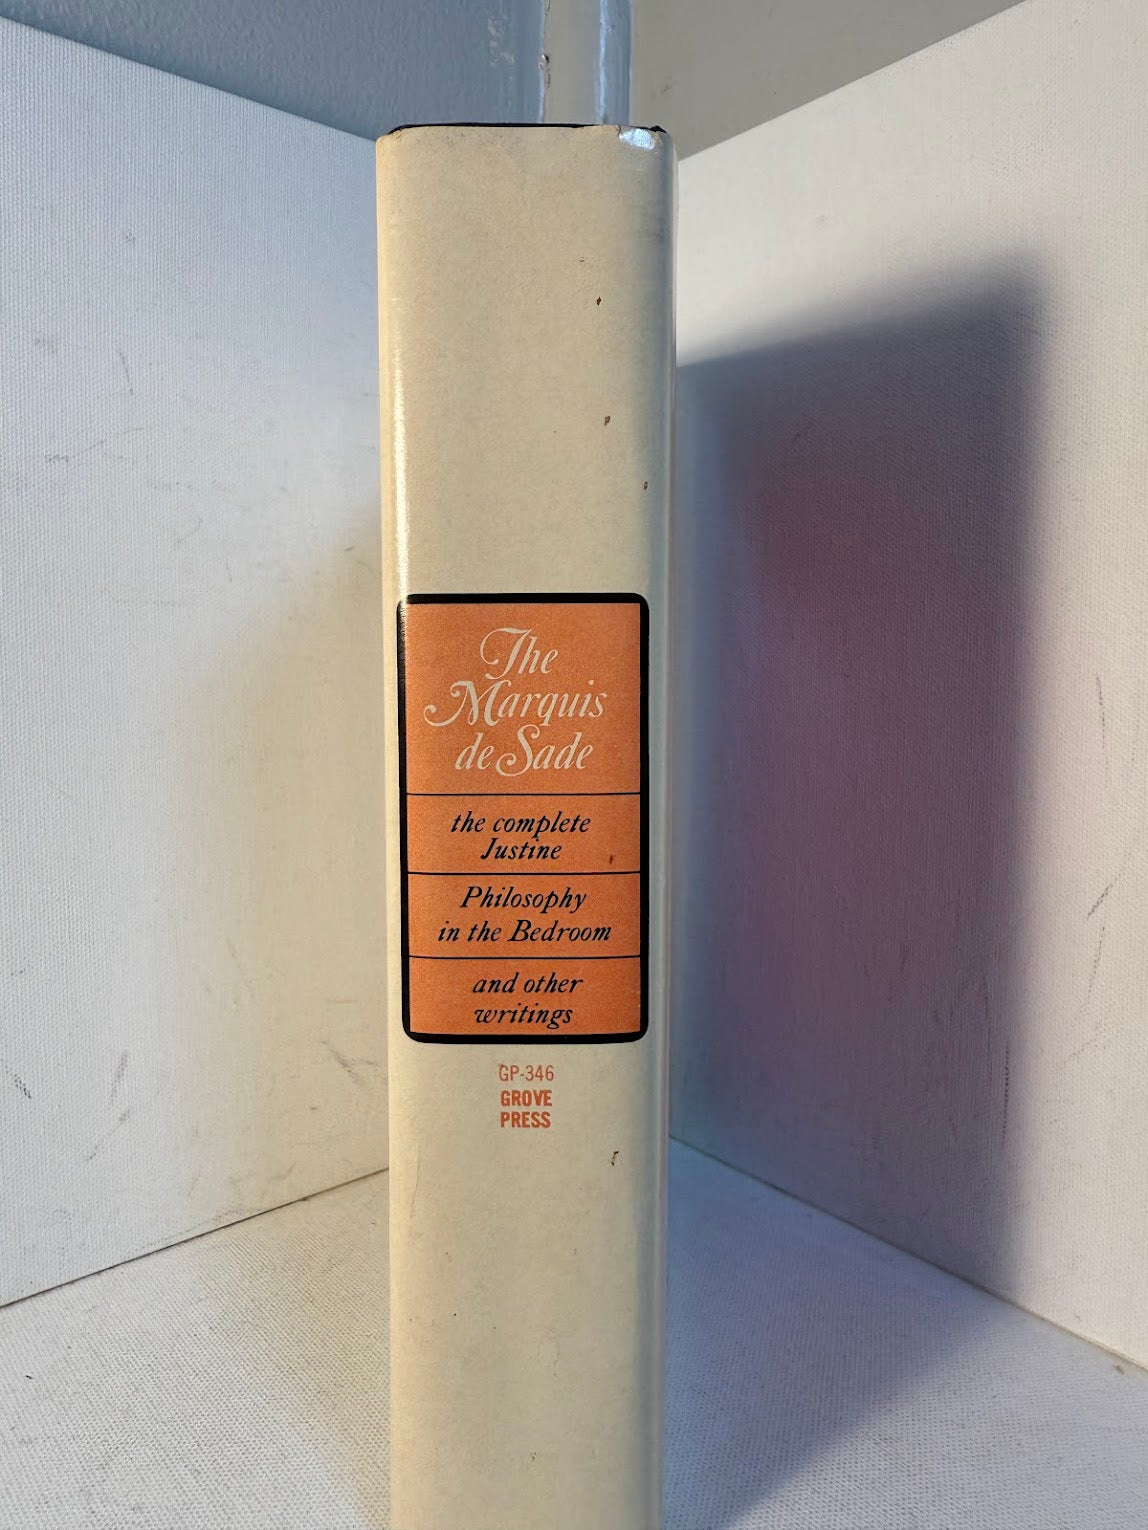 The
Marquis
de Sade
the complete
Justine
Philosophy
in the Bedroom
and other
writings
GP-346
GROVE
PRESS